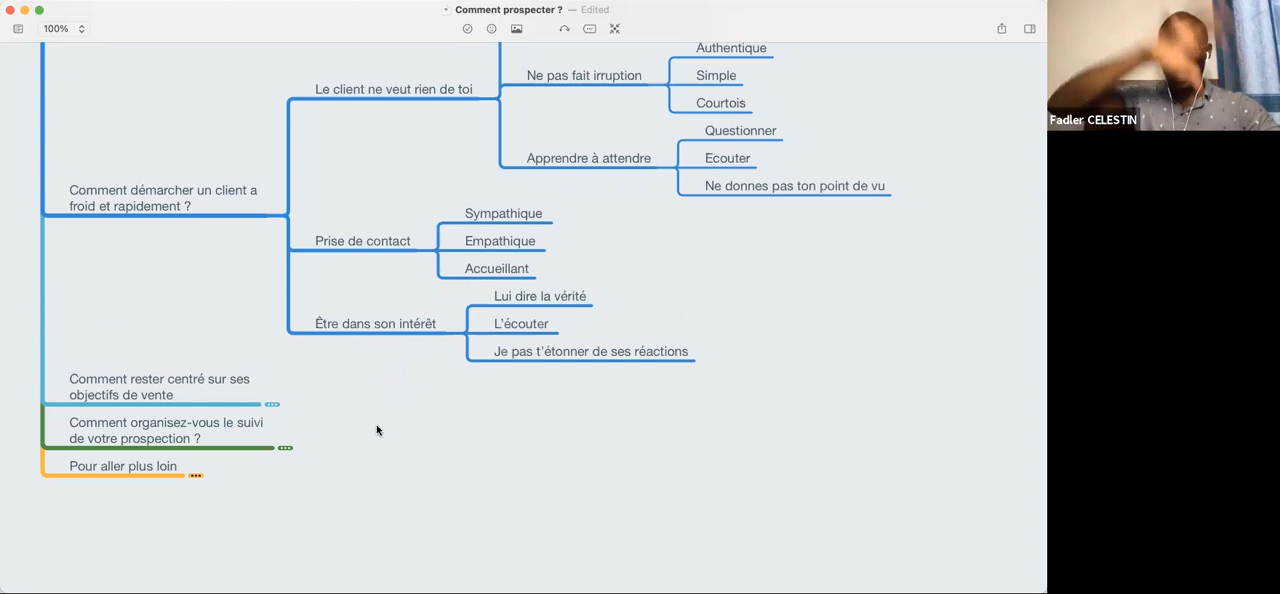 Comment prospecter ? — Edited
100%
Authentique
Ne pas fait irruption
Simple
Le client ne veut rien de toi
Courtois
Questionner
Apprendre à attendre
Ecouter
Ne donnes pas ton point de vu
Comment démarcher un client a
froid et rapidement ?
Sympathique
Prise de contact
Empathique
Accueillant
Lui dire la vérité
Être dans son intérêt
L'écouter
Je pas t'étonner de ses réactions
Comment rester centré sur ses
objectifs de vente
Comment organisez-vous le suivi
de votre prospection ?
Pour aller plus loin
Fadler CELESTIN